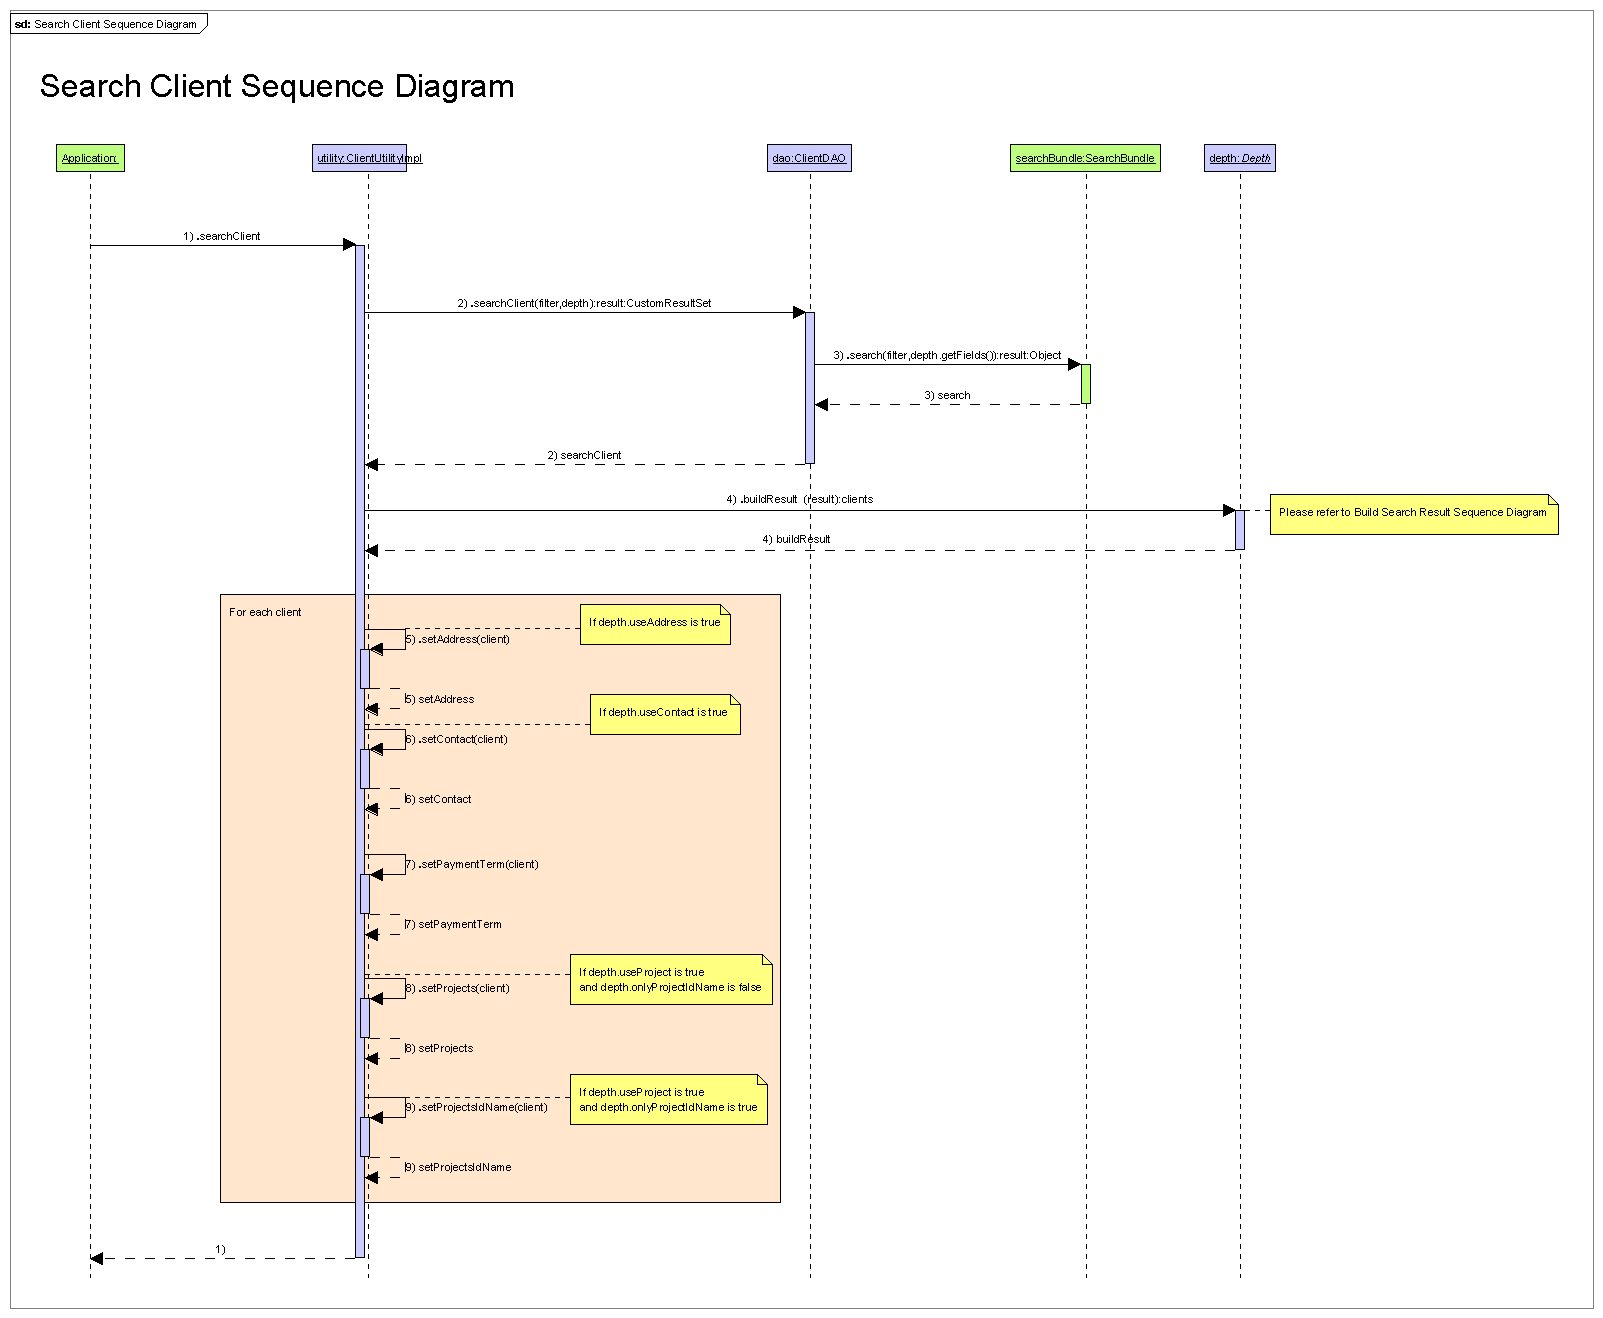 sd: Search Client Sequence Diagram
Search Client Sequence Diagram
Application:
utility:ClientUtilityImpl
dao:ClientDAO
searchBundle:SearchBundle
depth:Depth
1) .searchClient
2) .searchClient(filter,depth):result:CustomResultSet
3) .search(filter,depth.getFields()):result:Object
3) search
2) searchClient
4) .buildResult (result):clients
Please refer to Build Search Result Sequence Diagram
4) buildResult
For each client
If depth.useAddress is true
5) .setAddress(client)
5) setAddress
If depth.useContact is true
6) .setContact(client)
6) setContact
7) .setPaymentTerm(client)
7) setPaymentTerm
If depth.useProject is true
and depth.onlyProjectIdName is false
8) .setProjects(client)
8) setProjects
If depth.useProject is true
and depth.onlyProjectIdName is true
9) .setProjectsIdName(client)
9) setProjectsIdName
1)